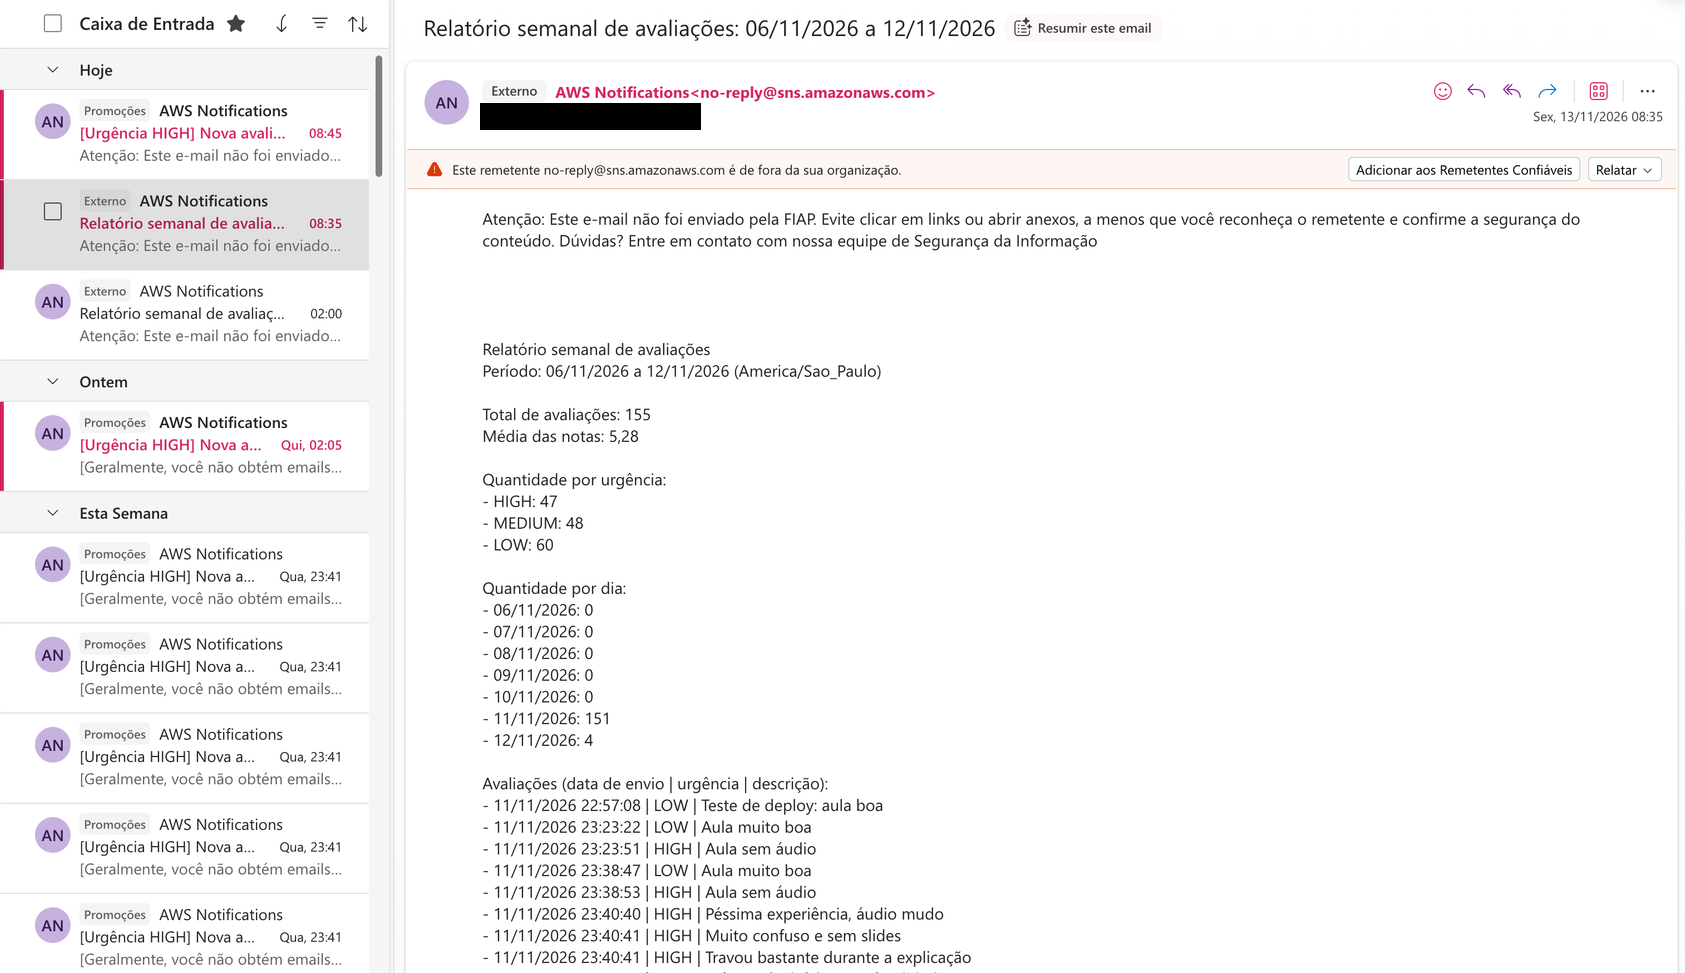 Caixa de Entrada
Hoje
AN
Promoções AWS Notifications
[Urgência HIGH] Nova avali... 08:45
Atenção: Este e-mail não foi enviado...
Externo AWS Notifications
Relatório semanal de avalia... 08:35
Atenção: Este e-mail não foi enviado...
AN
Externo AWS Notifications
Relatório semanal de avaliaç... 02:00
Atenção: Este e-mail não foi enviado...
Ontem
AN
Promoções AWS Notifications
[Urgência HIGH] Nova a... Qui, 02:05
[Geralmente, você não obtém emails...
Esta Semana
AN
Promoções AWS Notifications
[Urgência HIGH] Nova a... Qua, 23:41
[Geralmente, você não obtém emails...
AN
Promoções AWS Notifications
[Urgência HIGH] Nova a... Qua, 23:41
[Geralmente, você não obtém emails...
AN
Promoções AWS Notifications
[Urgência HIGH] Nova a... Qua, 23:41
[Geralmente, você não obtém emails...
AN
Promoções AWS Notifications
[Urgência HIGH] Nova a... Qua, 23:41
[Geralmente, você não obtém emails...
AN
Promoções AWS Notifications
[Urgência HIGH] Nova a... Qua, 23:41
[Geralmente, você não obtém emails...
Relatório semanal de avaliações: 06/11/2026 a 12/11/2026 Resumir este email
AN
Externo AWS Notifications<no-reply@sns.amazonaws.com>
Sex, 13/11/2026 08:35
Este remetente no-reply@sns.amazonaws.com é de fora da sua organização. Adicionar aos Remetentes Confiáveis Relatar
Atenção: Este e-mail não foi enviado pela FIAP. Evite clicar em links ou abrir anexos, a menos que você reconheça o remetente e confirme a segurança do
conteúdo. Dúvidas? Entre em contato com nossa equipe de Segurança da Informação
Relatório semanal de avaliações
Período: 06/11/2026 a 12/11/2026 (America/Sao_Paulo)
Total de avaliações: 155
Média das notas: 5,28
Quantidade por urgência:
- HIGH: 47
- MEDIUM: 48
- LOW: 60
Quantidade por dia:
- 06/11/2026: 0
- 07/11/2026: 0
- 08/11/2026: 0
- 09/11/2026: 0
- 10/11/2026: 0
- 11/11/2026: 151
- 12/11/2026: 4
Avaliações (data de envio | urgência | descrição):
- 11/11/2026 22:57:08 | LOW | Teste de deploy: aula boa
- 11/11/2026 23:23:22 | LOW | Aula muito boa
- 11/11/2026 23:23:51 | HIGH | Aula sem áudio
- 11/11/2026 23:38:47 | LOW | Aula muito boa
- 11/11/2026 23:38:53 | HIGH | Aula sem áudio
- 11/11/2026 23:40:40 | HIGH | Péssima experiência, áudio mudo
- 11/11/2026 23:40:41 | HIGH | Muito confuso e sem slides
- 11/11/2026 23:40:41 | HIGH | Travou bastante durante a explicação